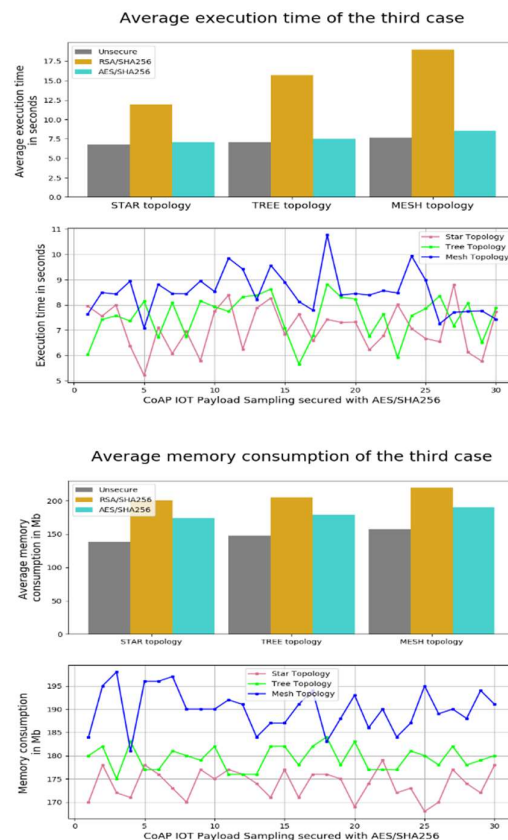 Average execution time of the third case
Unsecure
RSA/SHA256
AES/SHA256
Average execution time
in seconds
17.5
15.0
12.5
10.0
7.5
5.0
2.5
0.0
STAR topology TREE topology MESH topology
Star Topology
Tree Topology
Mesh Topology
Execution time in seconds
11
10
9
8
7
6
5
0 5 10 15 20 25 30
CoAP IOT Payload Sampling secured with AES/SHA256
Average memory consumption of the third case
Unsecure
RSA/SHA256
AES/SHA256
Average memory
consumption in Mb
200
150
100
50
0
STAR topology TREE topology MESH topology
Star Topology
Tree Topology
Mesh Topology
Memory consumption
in Mb
195
190
185
180
175
170
0 5 10 15 20 25 30
CoAP IOT Payload Sampling secured with AES/SHA256